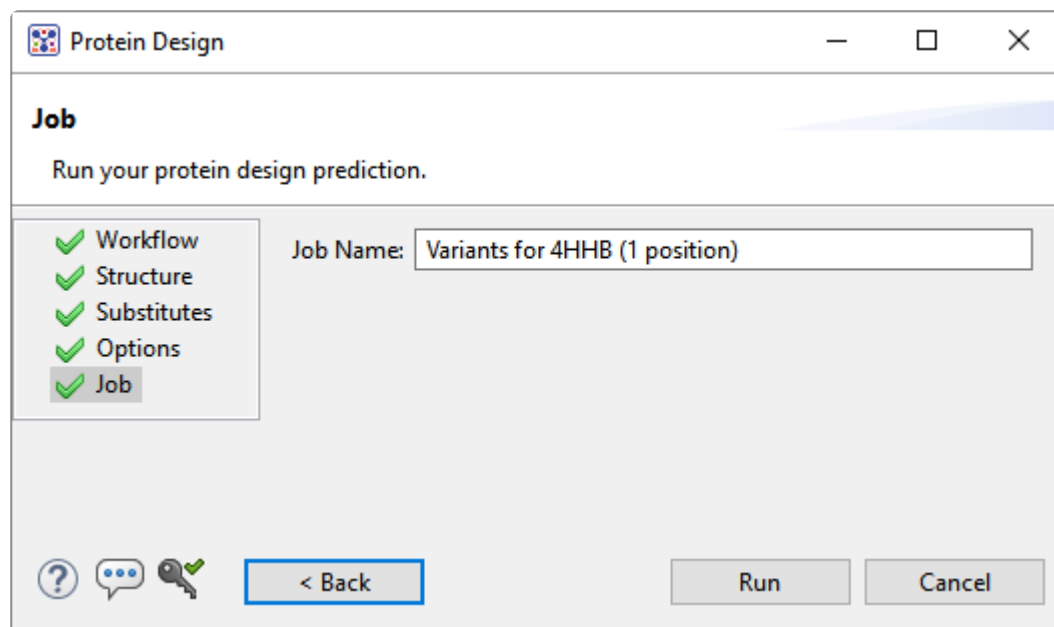 Protein Design
Job
Run your protein design prediction.
Workflow
Structure
Substitutes
Options
Job
Job Name: Variants for 4HHB (1 position)
? < Back Run Cancel